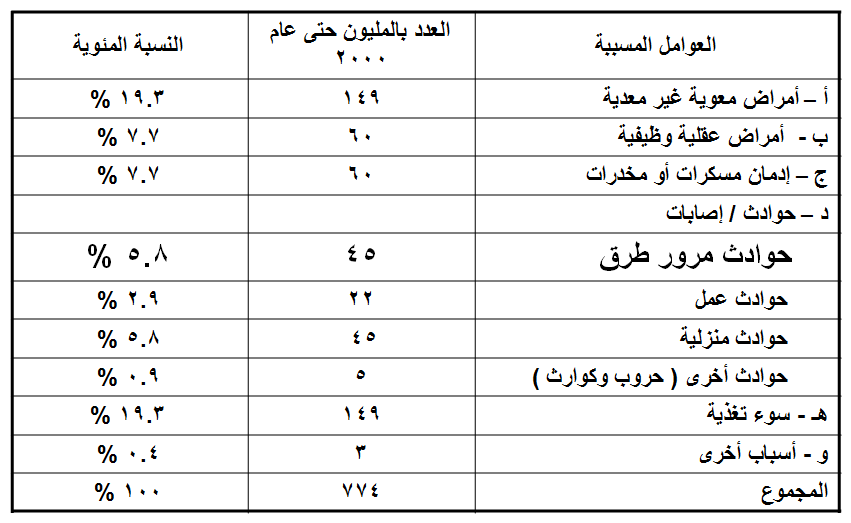 العوامل المسببة العدد بالمليون حتى عام ٢٠٠٠ النسبة المئوية
أ – أمراض معوية غير معدية ١٤٩ ١٩.٣ %
ب - أمراض عقلية وظيفية ٦٠ ٧.٧ %
ج – إدمان مسكرات أو مخدرات ٦٠ ٧.٧ %
د – حوادث / إصابات
حوادث مرور طرق ٤٥ ٥.٨ %
حوادث عمل ٢٢ ٢.٩ %
حوادث منزلية ٤٥ ٥.٨ %
حوادث أخرى ( حروب وكوارث ) ٥ ٠.٩ %
هـ - سوء تغذية ١٤٩ ١٩.٣ %
و - أسباب أخرى ٣ ٠.٤ %
المجموع ٧٧٤ ١٠٠ %